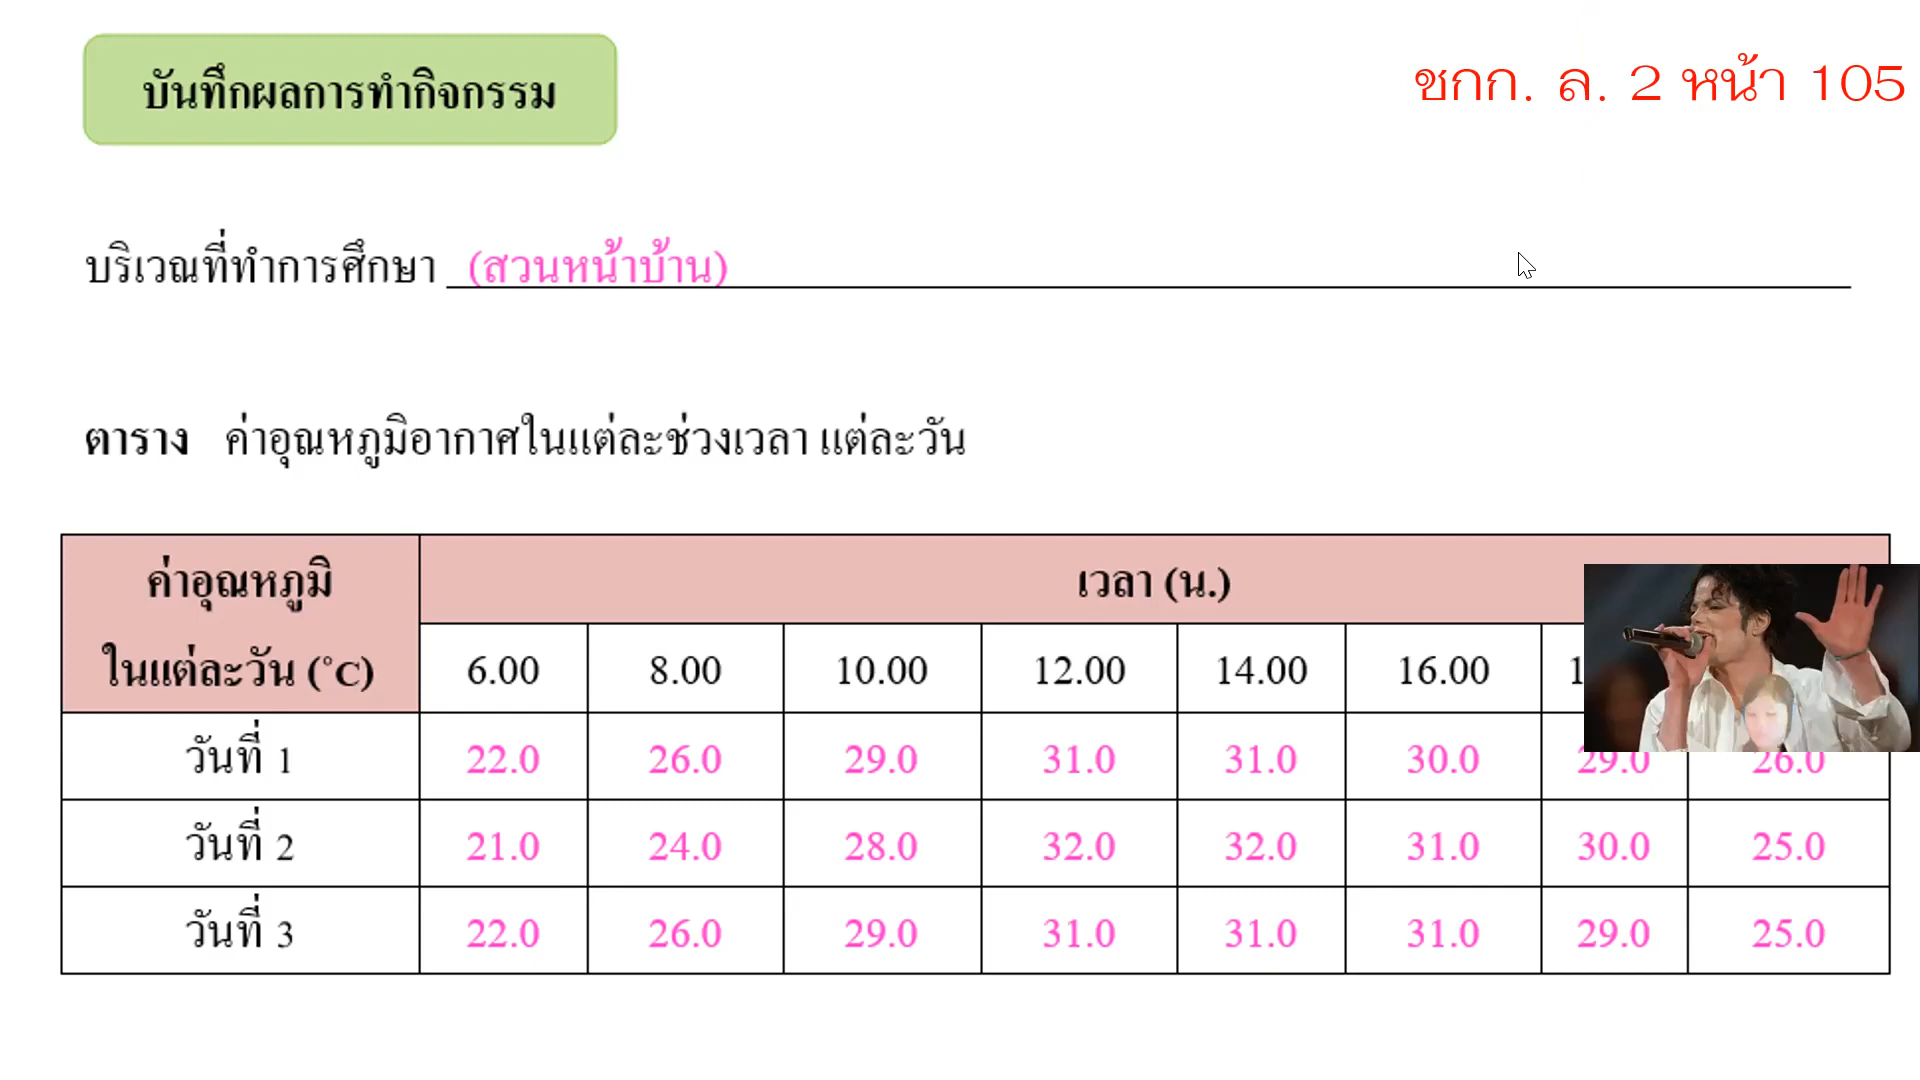 บันทึกผลการทำกิจกรรม
ชกก. ล. 2 หน้า 105
บริเวณที่ทำการศึกษา (สวนหน้าบ้าน)
ตาราง ค่าอุณหภูมิอากาศในแต่ละช่วงเวลา แต่ละวัน
ค่าอุณหภูมิ
ในแต่ละวัน (°C)
เวลา (น.)
6.00 8.00 10.00 12.00 14.00 16.00
วันที่ 1 22.0 26.0 29.0 31.0 31.0 30.0 29.0 26.0
วันที่ 2 21.0 24.0 28.0 32.0 32.0 31.0 30.0 25.0
วันที่ 3 22.0 26.0 29.0 31.0 31.0 31.0 29.0 25.0